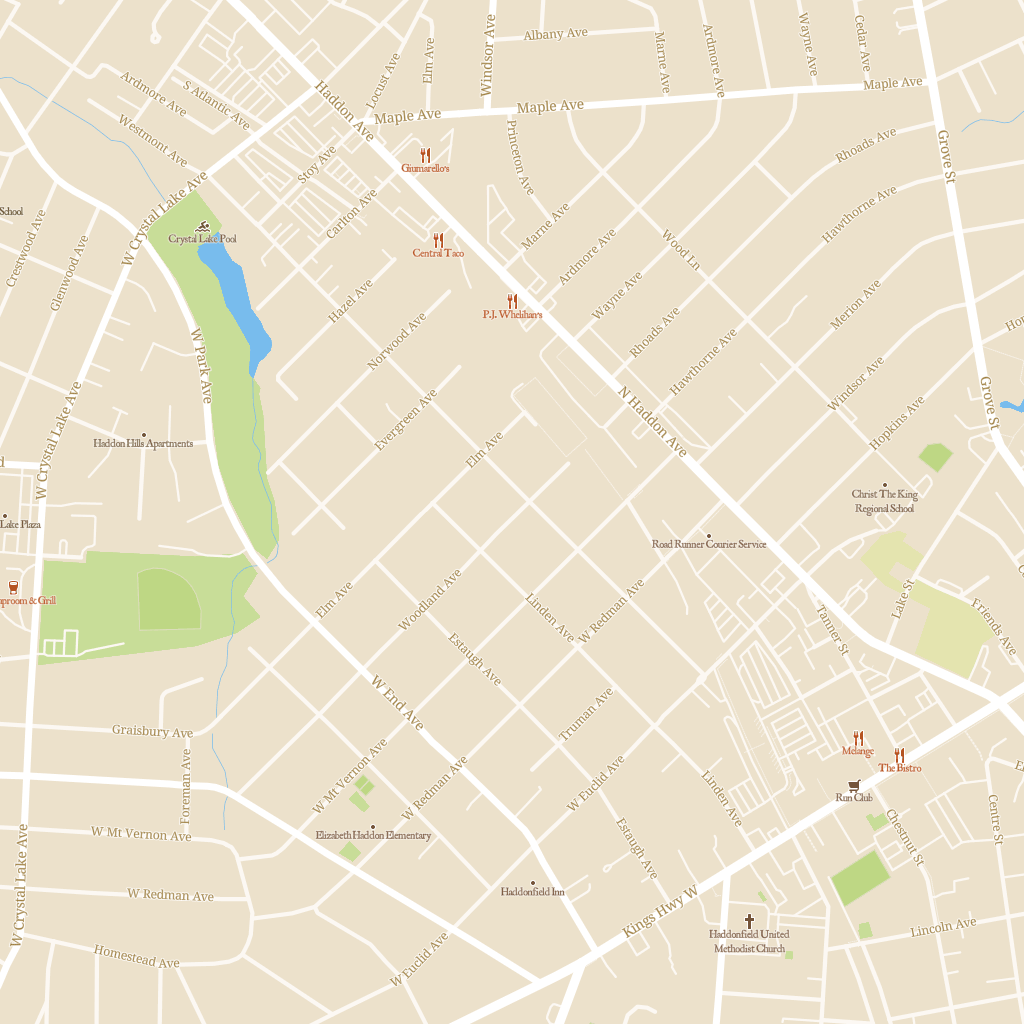 Albany Ave
Windsor Ave
Elm Ave
Locust Ave
Marne Ave
Ardmore Ave
Wayne Ave
Cedar Ave
Maple Ave
Maple Ave
Maple Ave
Haddon Ave
Ardmore Ave
S Atlantic Ave
Westmont Ave
Stoy Ave
Giumarello's
Princeton Ave
Rhoads Ave
Grove St
W Crystal Lake Ave
Carlton Ave
School
Crystal Lake Pool
Central Taco
Marne Ave
Ardmore Ave
Wood Ln
Hawthorne Ave
Crestwood Ave
Glenwood Ave
Hazel Ave
P.J. Whelihan's
Wayne Ave
Merion Ave
Norwood Ave
Rhoads Ave
Hawthorne Ave
W Park Ave
Windsor Ave
Grove St
W Crystal Lake Ave
Evergreen Ave
N Haddon Ave
Hopkins Ave
Haddon Hills Apartments
Elm Ave
Christ The King
Regional School
Lake Plaza
Road Runner Courier Service
Elm Ave
Woodland Ave
Linden Ave
W Redman Ave
Lake St
Friends Ave
Tanner St
Estaugh Ave
W End Ave
Truman Ave
Graisbury Ave
Melange
The Bistro
Foreman Ave
W Mt Vernon Ave
W Redman Ave
W Euclid Ave
Linden Ave
Run Club
Centre St
W Mt Vernon Ave
Elizabeth Haddon Elementary
Estaugh Ave
Chestnut St
W Crystal Lake Ave
W Redman Ave
Haddonfield Inn
Kings Hwy W
Haddonfield United
Methodist Church
Lincoln Ave
Homestead Ave
W Euclid Ave